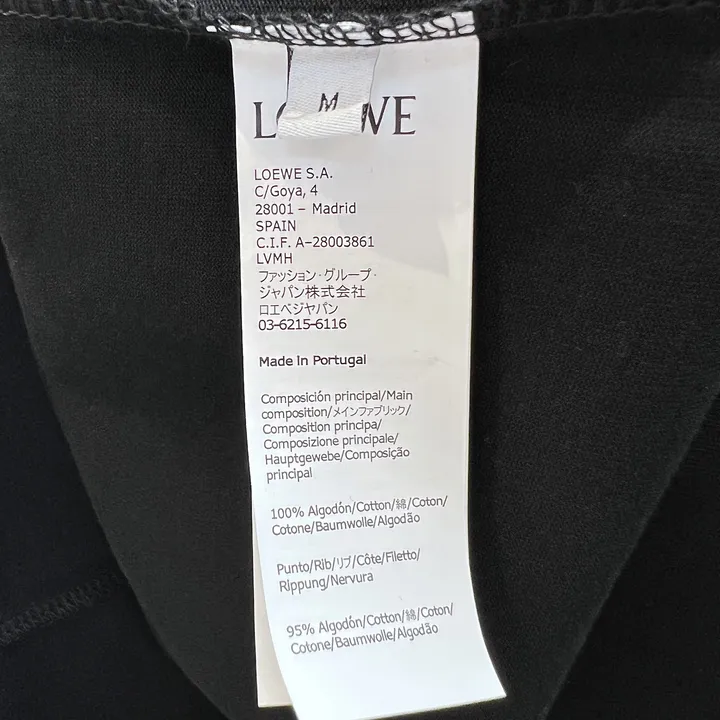 M
LOEWE
LOEWE S.A.
C/Goya, 4
28001 – Madrid
SPAIN
C.I.F. A-28003861
LVMH
ファッション·グループ·
ジャパン株式会社
ロエベジャパン
03-6215-6116
Made in Portugal
Composición principal/Main
composition/メインファブリック/
Composition principa/
Composizione principale/
Hauptgewebe/Composição
principal
100% Algodón/Cotton/綿/Coton/
Cotone/Baumwolle/Algodão
Punto/Rib/リブ/Côte/Filetto/
Rippung/Nervura
95% Algodón/Cotton/綿/Coton/
Cotone/Baumwolle/Algodão